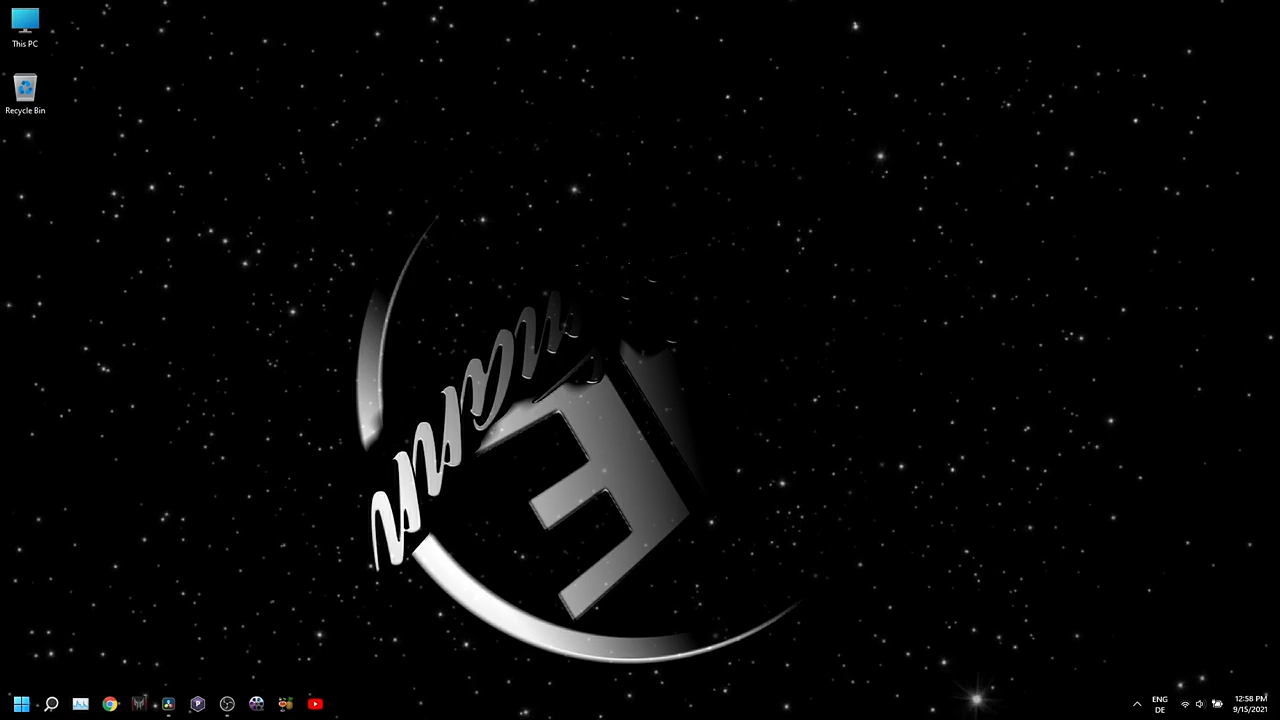 This PC
Recycle Bin
E
ENG
DE
12:58 PM
9/15/2021